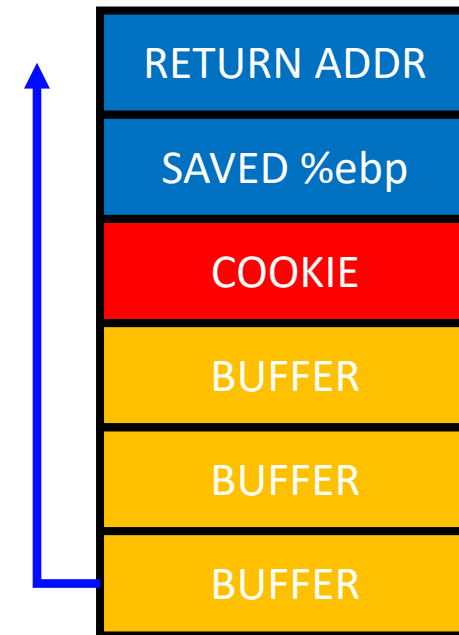 RETURN ADDR
SAVED %ebp
COOKIE
BUFFER
BUFFER
BUFFER